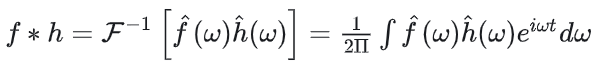 f ∗ h = ℱ⁻¹ [f̂(ω)ĥ(ω)] = 1/2Π ∫ f̂(ω)ĥ(ω)e^{iωt}dω